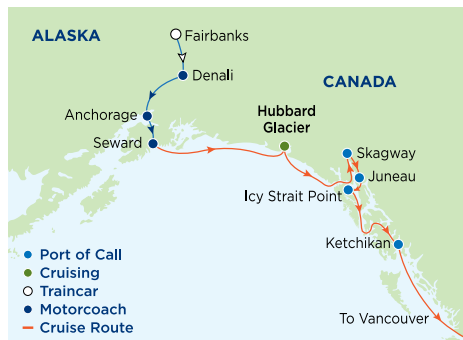 ALASKA
Fairbanks
Denali
CANADA
Anchorage
Hubbard
Glacier
Seward
Skagway
Juneau
Icy Strait Point
Ketchikan
Port of Call
Cruising
Traincar
Motorcoach
Cruise Route
To Vancouver